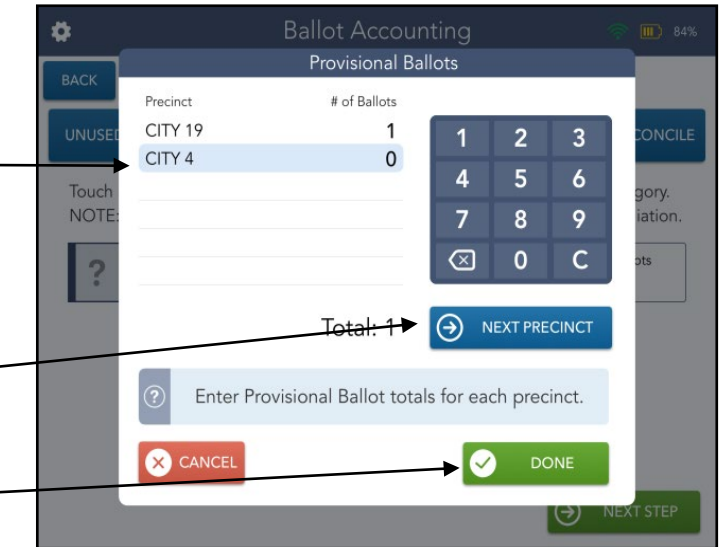 Ballot Accounting
84%
Provisional Ballots
BACK
Precinct # of Ballots
CITY 19 1
CITY 4 0
1 2 3
4 5 6
7 8 9
0 C
UNUSED
CONCILE
Touch
gory.
NOTE:
iation.
?
ots
Total: 1
NEXT PRECINCT
? Enter Provisional Ballot totals for each precinct.
CANCEL
DONE
NEXT STEP